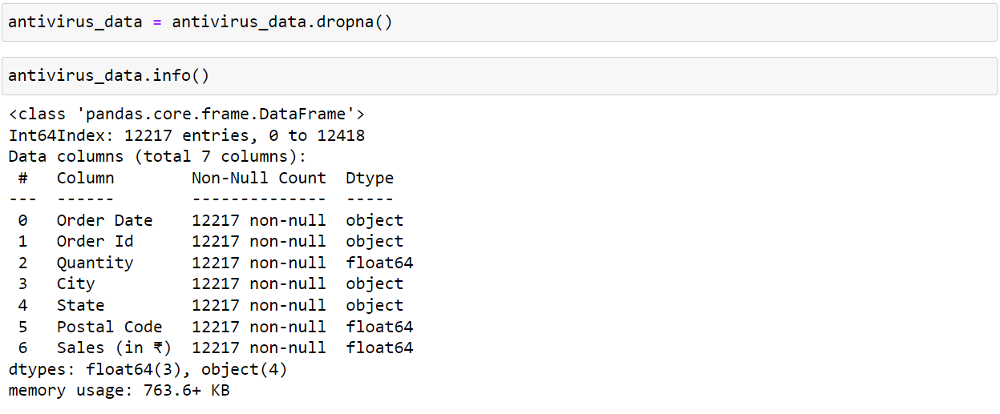 antivirus_data = antivirus_data.dropna()
antivirus_data.info()
<class 'pandas.core.frame.DataFrame'>
Int64Index: 12217 entries, 0 to 12418
Data columns (total 7 columns):
 #   Column        Non-Null Count  Dtype
---  ------        --------------  -----
 0   Order Date    12217 non-null  object
 1   Order Id      12217 non-null  object
 2   Quantity      12217 non-null  float64
 3   City          12217 non-null  object
 4   State         12217 non-null  object
 5   Postal Code   12217 non-null  float64
 6   Sales (in ₹)  12217 non-null  float64
dtypes: float64(3), object(4)
memory usage: 763.6+ KB